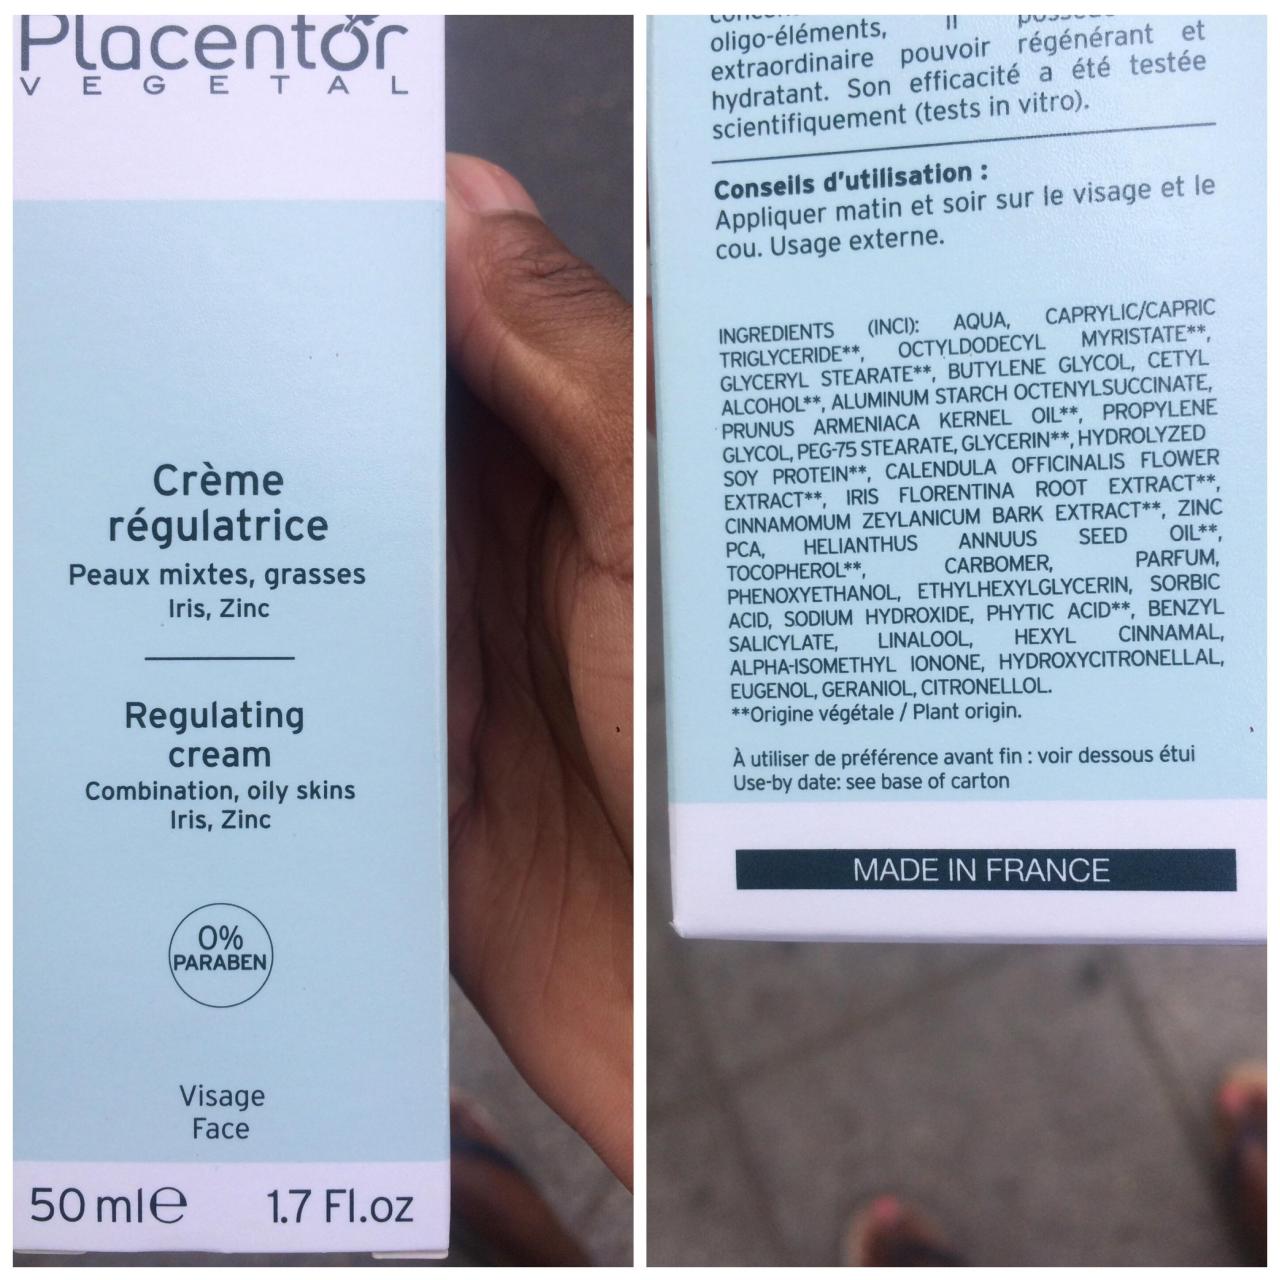 Placentor
VEGETAL
Crème
régulatrice
Peaux mixtes, grasses
Iris, Zinc
Regulating
cream
Combination, oily skins
Iris, Zinc
0%
PARABEN
Visage
Face
50 ml℮ 1.7 Fl.oz
oligo-éléments, Il
extraordinaire pouvoir régénérant et
hydratant. Son efficacité a été testée
scientifiquement (tests in vitro).
Conseils d'utilisation :
Appliquer matin et soir sur le visage et le
cou. Usage externe.
INGREDIENTS (INCI): AQUA, CAPRYLIC/CAPRIC
TRIGLYCERIDE**, OCTYLDODECYL MYRISTATE**,
GLYCERYL STEARATE**, BUTYLENE GLYCOL, CETYL
ALCOHOL**, ALUMINUM STARCH OCTENYLSUCCINATE,
PRUNUS ARMENIACA KERNEL OIL**, PROPYLENE
GLYCOL, PEG-75 STEARATE, GLYCERIN**, HYDROLYZED
SOY PROTEIN**, CALENDULA OFFICINALIS FLOWER
EXTRACT**, IRIS FLORENTINA ROOT EXTRACT**,
CINNAMOMUM ZEYLANICUM BARK EXTRACT**, ZINC
PCA, HELIANTHUS ANNUUS SEED OIL**,
TOCOPHEROL**, CARBOMER, PARFUM,
PHENOXYETHANOL, ETHYLHEXYLGLYCERIN, SORBIC
ACID, SODIUM HYDROXIDE, PHYTIC ACID**, BENZYL
SALICYLATE, LINALOOL, HEXYL CINNAMAL,
ALPHA-ISOMETHYL IONONE, HYDROXYCITRONELLAL,
EUGENOL, GERANIOL, CITRONELLOL.
**Origine végétale / Plant origin.
À utiliser de préférence avant fin : voir dessous étui
Use-by date: see base of carton
MADE IN FRANCE